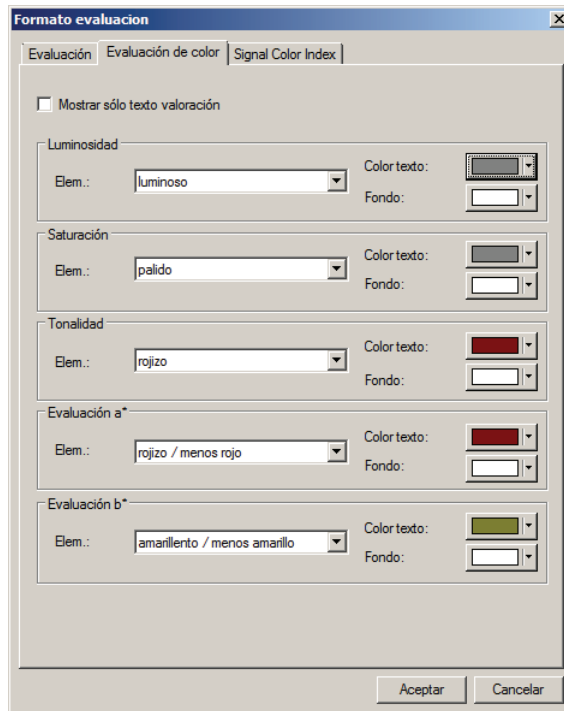 Formato evaluacion
Evaluación Evaluación de color Signal Color Index
Mostrar sólo texto valoración
Luminosidad
Elem.: luminoso Color texto:
Fondo:
Saturación
Elem.: palido Color texto:
Fondo:
Tonalidad
Elem.: rojizo Color texto:
Fondo:
Evaluación a*
Elem.: rojizo / menos rojo Color texto:
Fondo:
Evaluación b*
Elem.: amarillento / menos amarillo Color texto:
Fondo:
Aceptar Cancelar